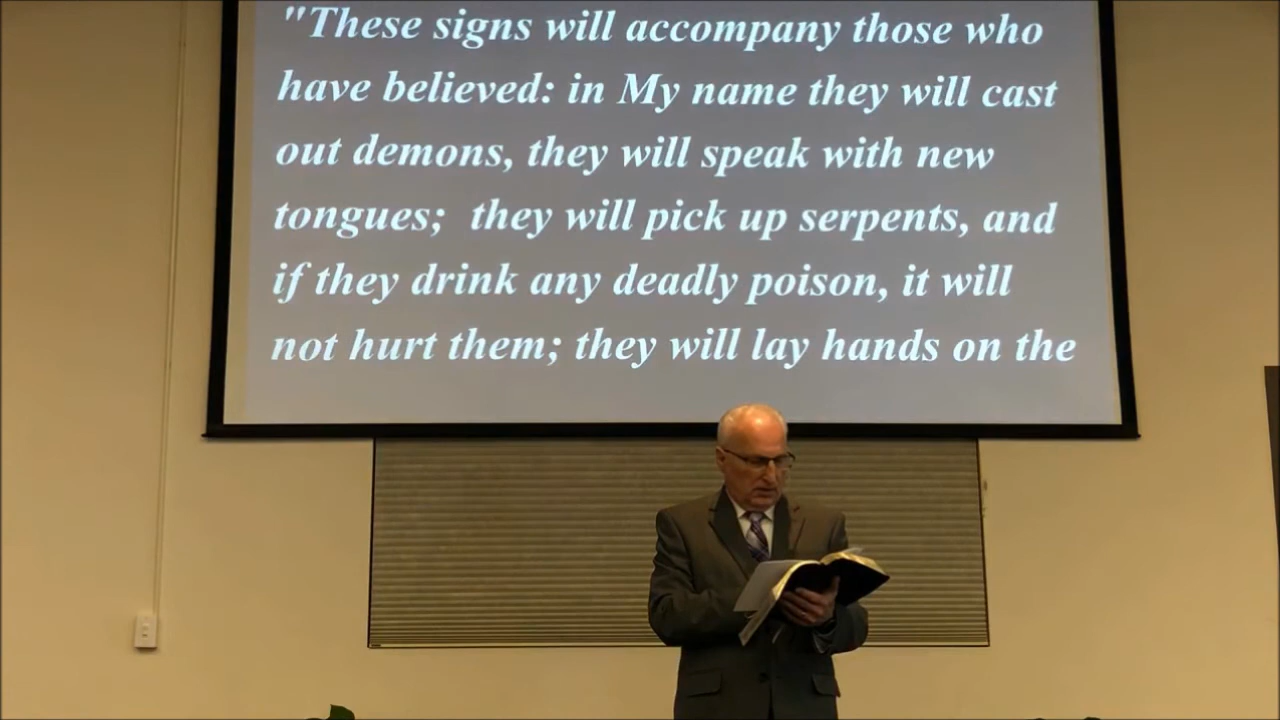 "These signs will accompany those who
have believed: in My name they will cast
out demons, they will speak with new
tongues;  they will pick up serpents, and
if they drink any deadly poison, it will
not hurt them; they will lay hands on the